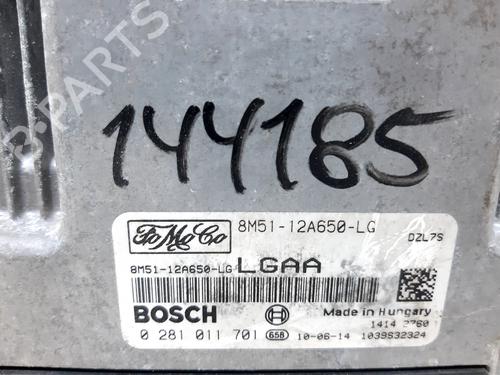 144185
FoMoCo 8M51-12A650-LG
DZL7S
8M51-12A650-LG LGAA
BOSCH Made in Hungary
1414
0 281 011 701 658 10-06-14 1039S32324
B-PARTS